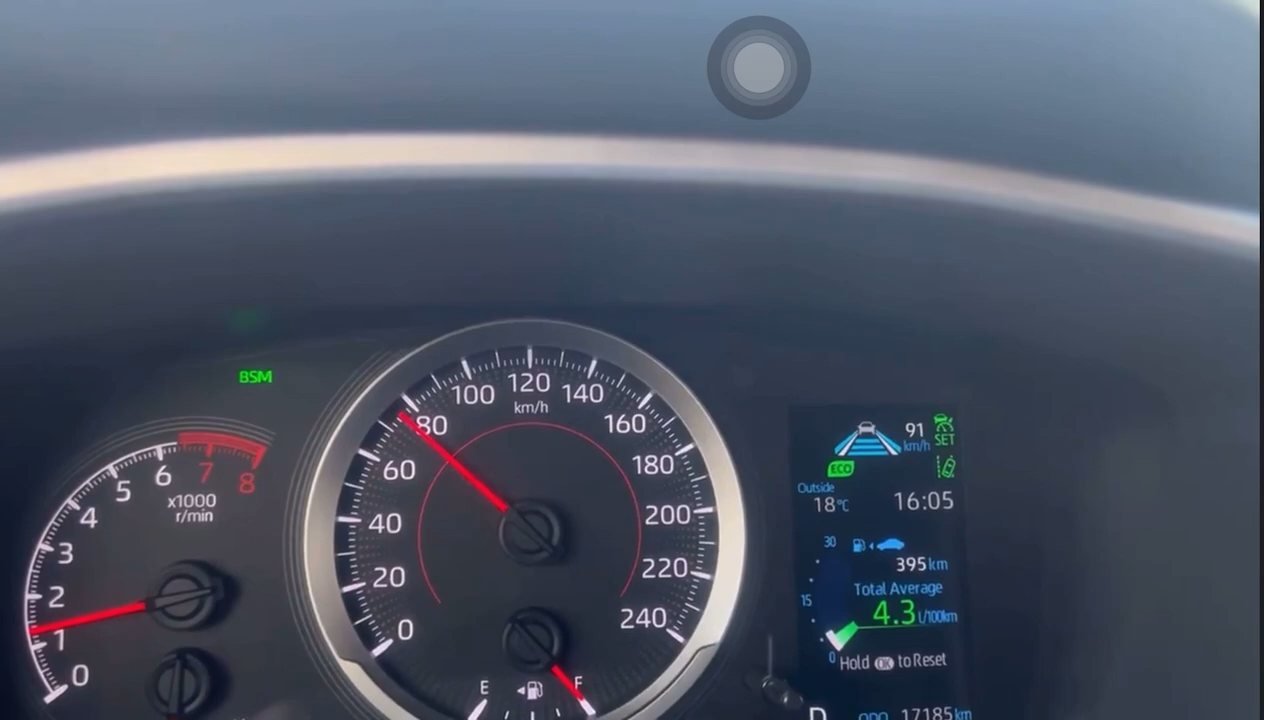 BSM
0
1
2
3
4
5
6
7
8
x1000
r/min
0
20
40
60
80
100
120
140
160
180
200
220
240
km/h
E
F
91
km/h
SET
ECO
Outside
18°C
16:05
30
15
0
395 km
Total Average
4.3 l/100km
Hold OK to Reset
D
ODO 17185 km